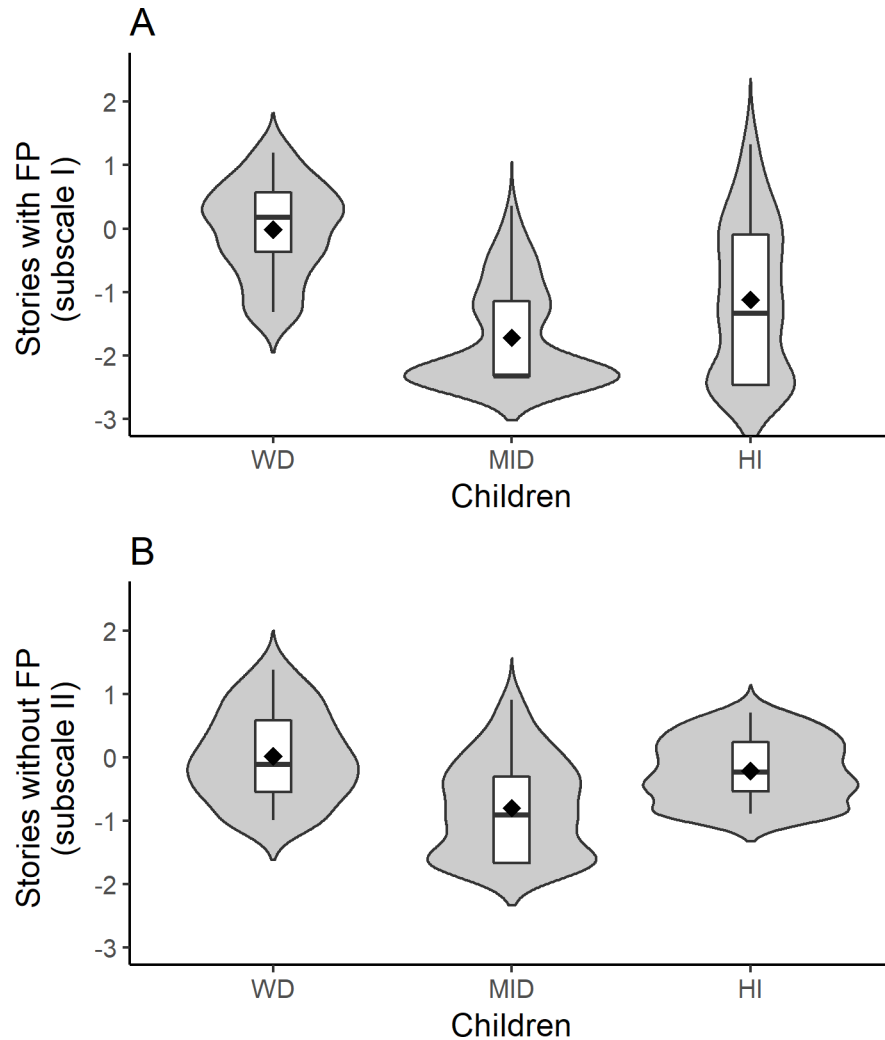 A
Stories with FP
(subscale I)
2
1
0
-1
-2
-3
WD MID HI
Children
B
Stories without FP
(subscale II)
2
1
0
-1
-2
-3
WD MID HI
Children